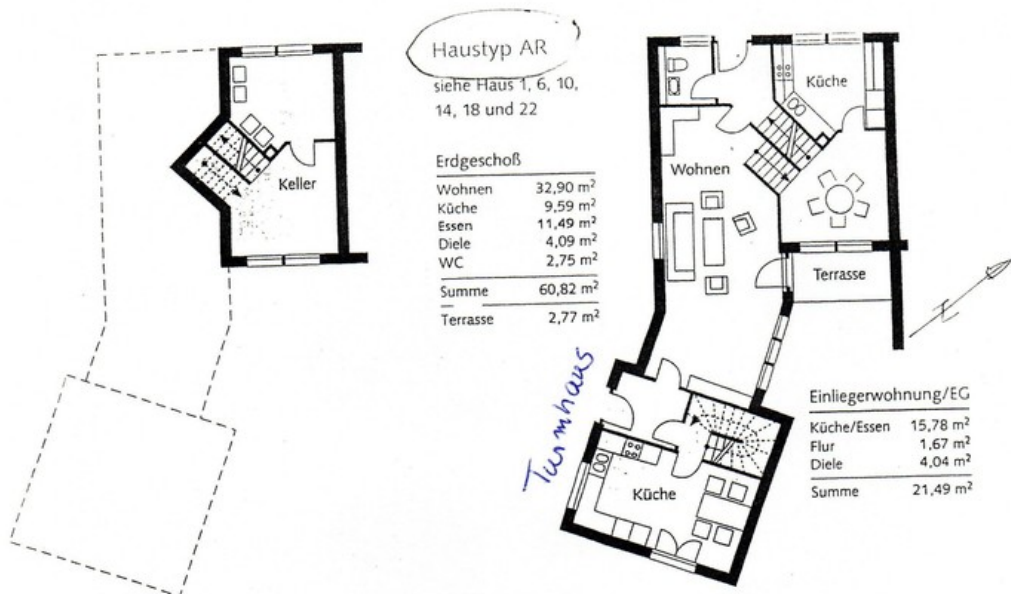 Haustyp AR
siehe Haus 1, 6, 10,
14, 18 und 22
Erdgeschoß
Wohnen 32,90 m²
Küche 9,59 m²
Essen 11,49 m²
Diele 4,09 m²
WC 2,75 m²
Summe 60,82 m²
Terrasse 2,77 m²
Keller
Küche
Wohnen
Terrasse
N
Turmhaus
Küche
Einliegerwohnung/EG
Küche/Essen 15,78 m²
Flur 1,67 m²
Diele 4,04 m²
Summe 21,49 m²